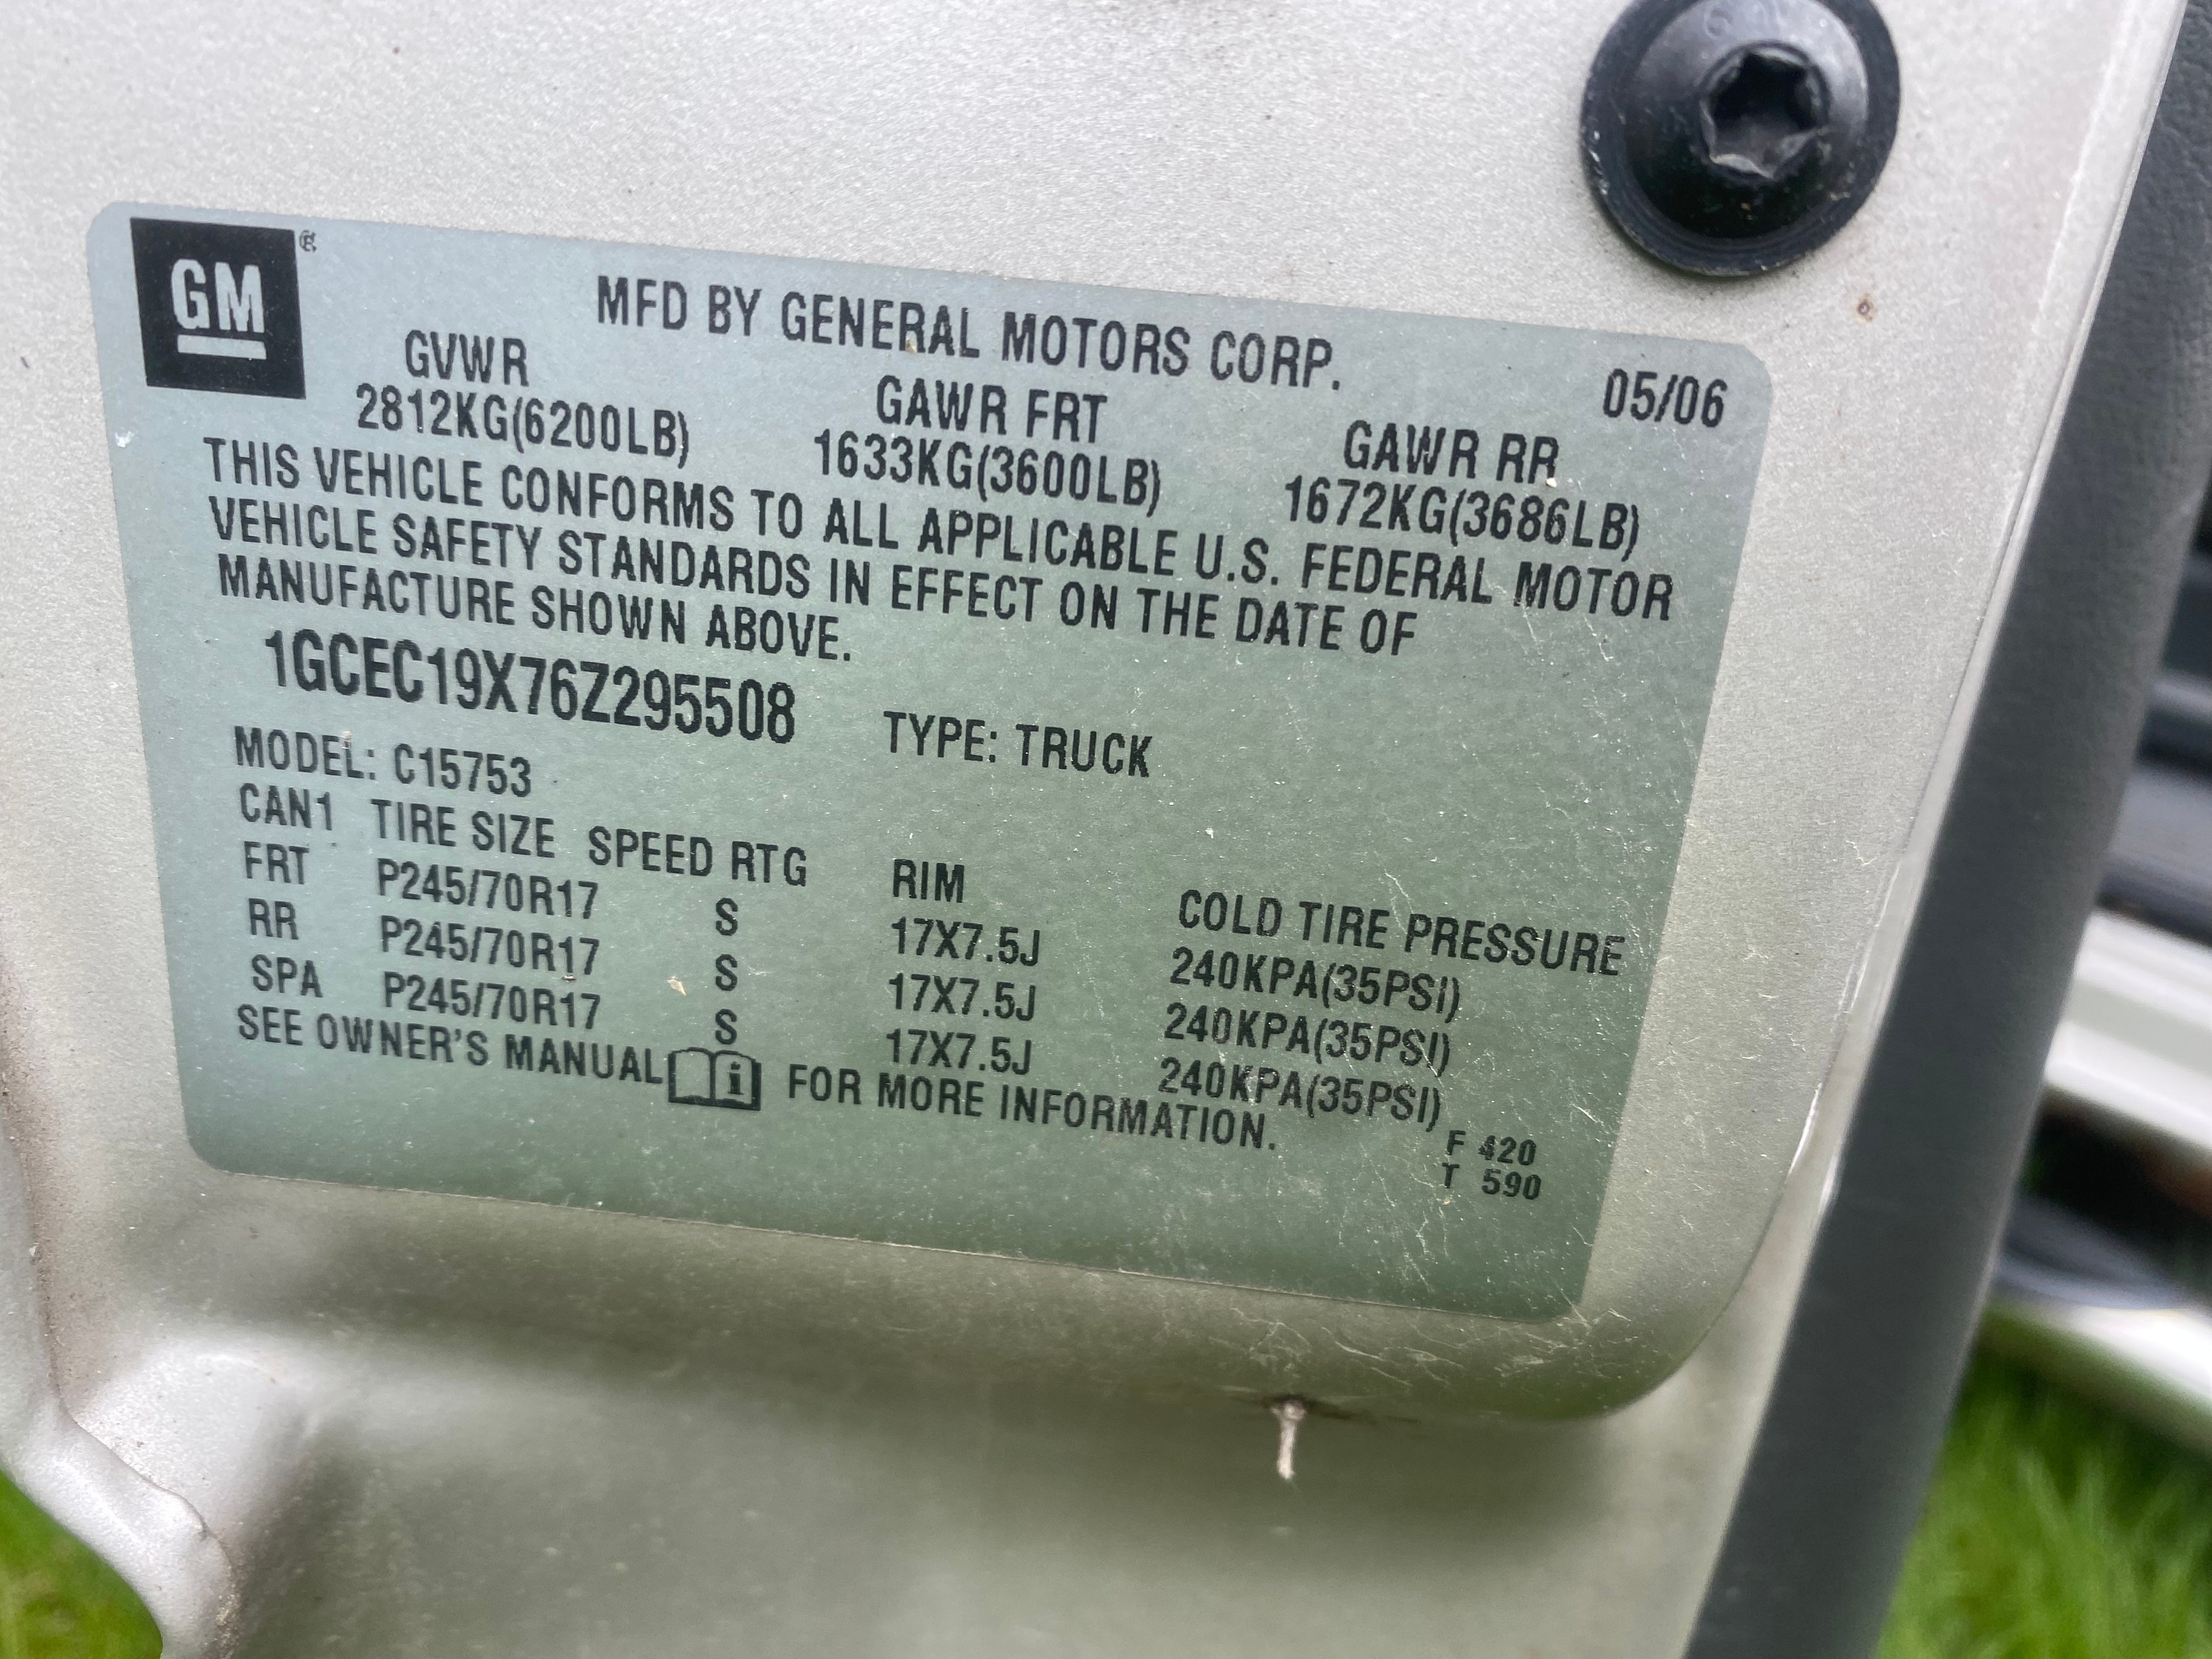 GM®
MFD BY GENERAL MOTORS CORP. 05/06
GVWR GAWR FRT GAWR RR
2812KG(6200LB) 1633KG(3600LB) 1672KG(3686LB)
THIS VEHICLE CONFORMS TO ALL APPLICABLE U.S. FEDERAL MOTOR
VEHICLE SAFETY STANDARDS IN EFFECT ON THE DATE OF
MANUFACTURE SHOWN ABOVE.
1GCEC19X76Z295508 TYPE: TRUCK
MODEL: C15753
CAN1 TIRE SIZE SPEED RTG RIM COLD TIRE PRESSURE
FRT P245/70R17 S 17X7.5J 240KPA(35PSI)
RR P245/70R17 S 17X7.5J 240KPA(35PSI)
SPA P245/70R17 S 17X7.5J 240KPA(35PSI)
SEE OWNER'S MANUAL FOR MORE INFORMATION.
F 420
T 590